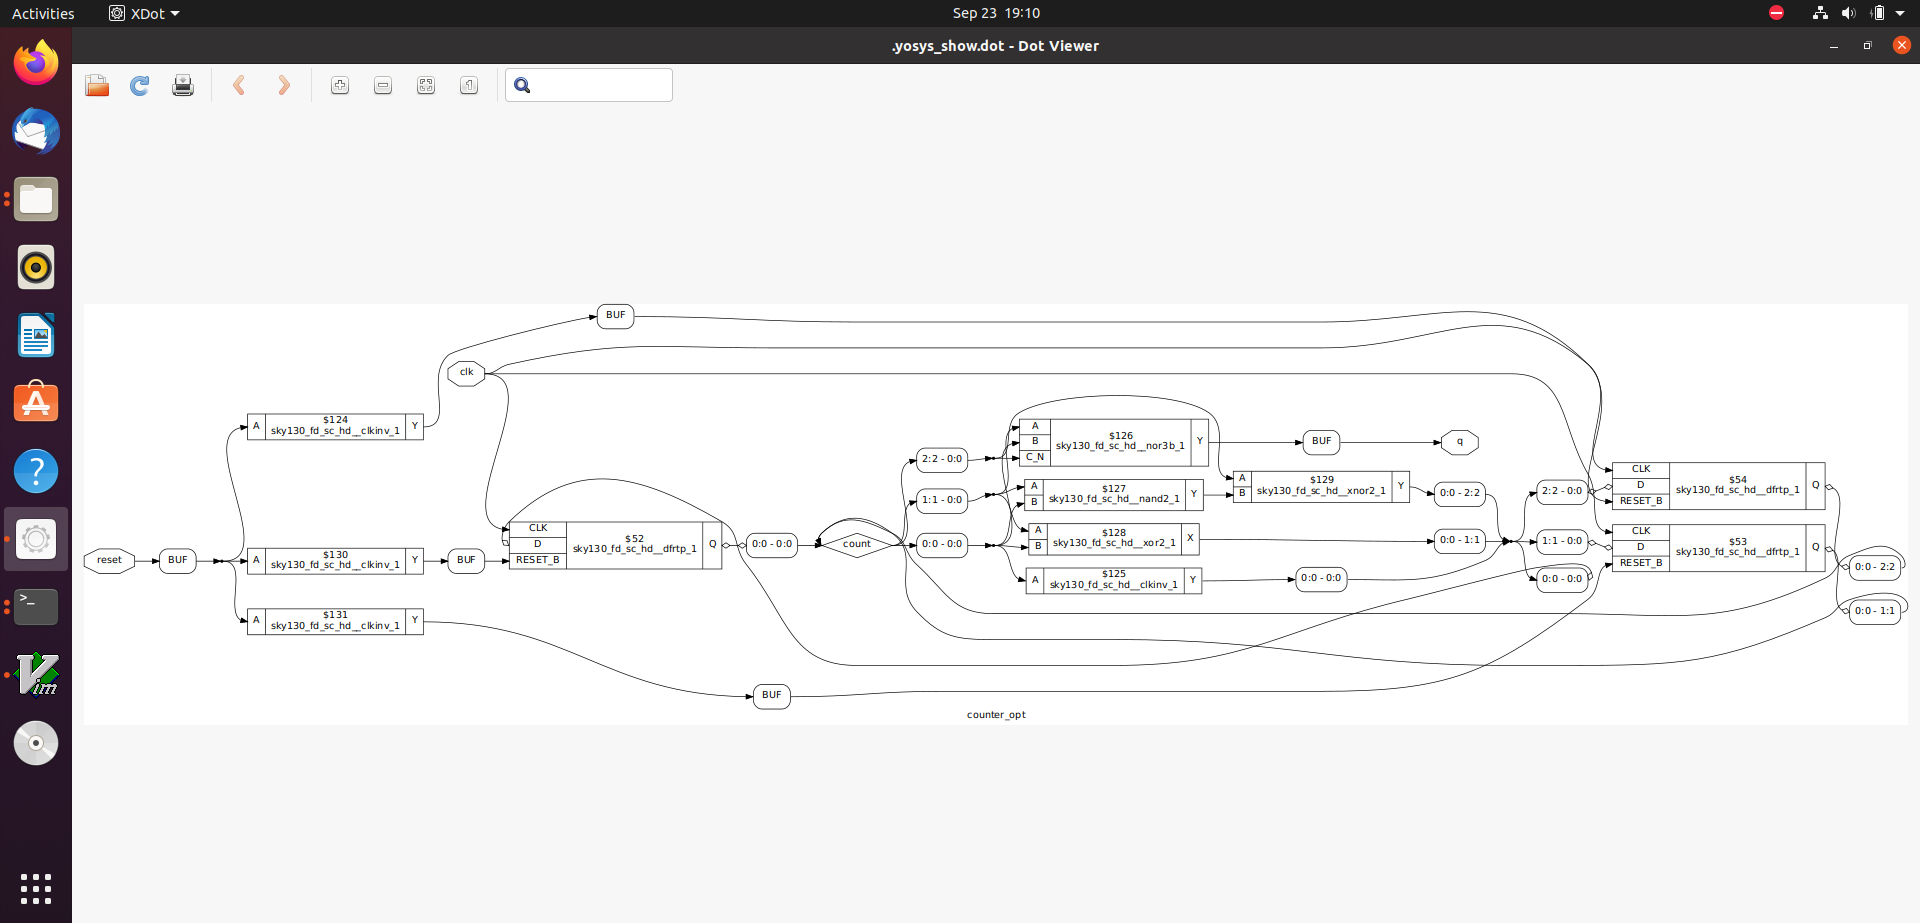 Activities
XDot
Sep 23 19:10
.yosys_show.dot - Dot Viewer
1
BUF
clk
A
$124
sky130_fd_sc_hd__clkinv_1
Y
reset
BUF
A
$130
sky130_fd_sc_hd__clkinv_1
Y
BUF
A
$131
sky130_fd_sc_hd__clkinv_1
Y
BUF
CLK
D
RESET_B
$52
sky130_fd_sc_hd__dfrtp_1
Q
0:0 - 0:0
count
2:2 - 0:0
1:1 - 0:0
0:0 - 0:0
A
B
C_N
$126
sky130_fd_sc_hd__nor3b_1
Y
BUF
q
A
B
$127
sky130_fd_sc_hd__nand2_1
Y
A
B
$129
sky130_fd_sc_hd__xnor2_1
Y
A
B
$128
sky130_fd_sc_hd__xor2_1
X
A
$125
sky130_fd_sc_hd__clkinv_1
Y
0:0 - 0:0
0:0 - 2:2
0:0 - 1:1
2:2 - 0:0
1:1 - 0:0
0:0 - 0:0
CLK
D
RESET_B
$54
sky130_fd_sc_hd__dfrtp_1
Q
CLK
D
RESET_B
$53
sky130_fd_sc_hd__dfrtp_1
Q
0:0 - 2:2
0:0 - 1:1
counter_opt
?
>_
Vim